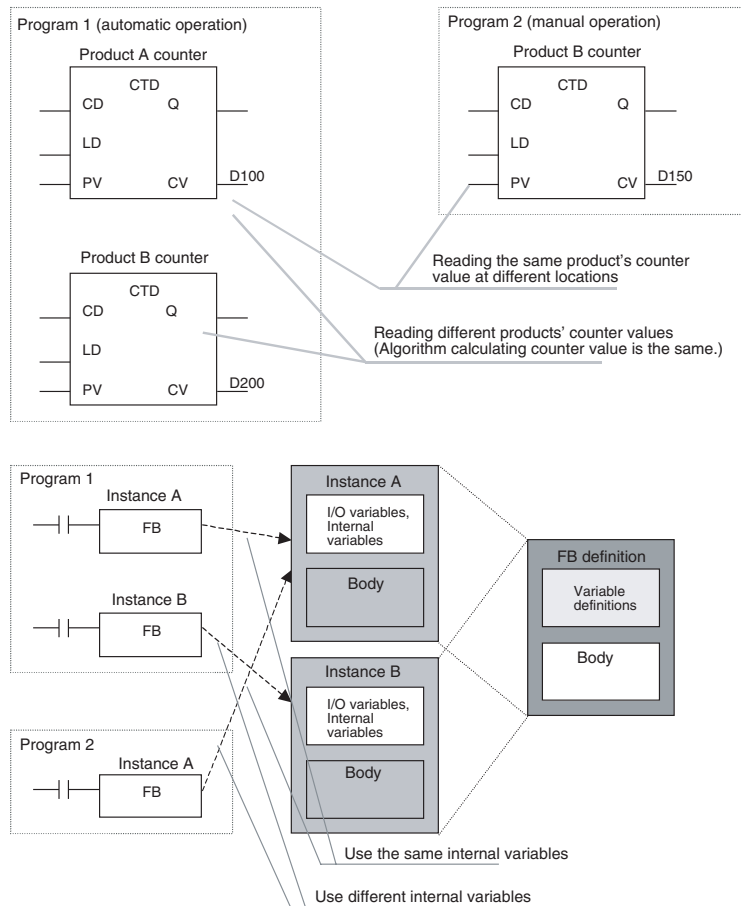 Program 1 (automatic operation)
Product A counter
CTD
CD Q
LD
PV CV D100
Product B counter
CTD
CD Q
LD
PV CV D200
Program 2 (manual operation)
Product B counter
CTD
CD Q
LD
PV CV D150
Reading the same product's counter
value at different locations
Reading different products' counter values
(Algorithm calculating counter value is the same.)
Program 1
Instance A
FB
Instance B
FB
Program 2
Instance A
FB
Instance A
I/O variables,
Internal
variables
Body
Instance B
I/O variables,
Internal
variables
Body
FB definition
Variable
definitions
Body
Use the same internal variables
Use different internal variables